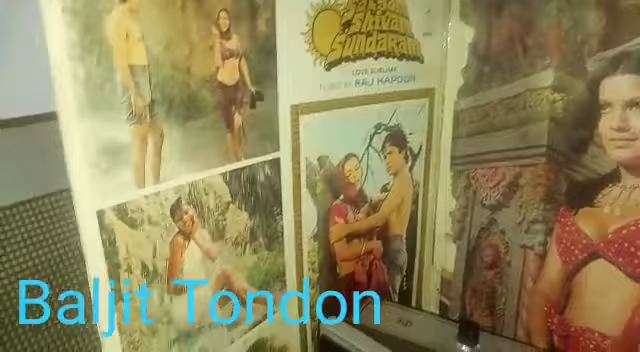 Satyam
Shivam
Sundaram
LOVE SUBLIME
RAJ KAPOOR
Baljit Tondon